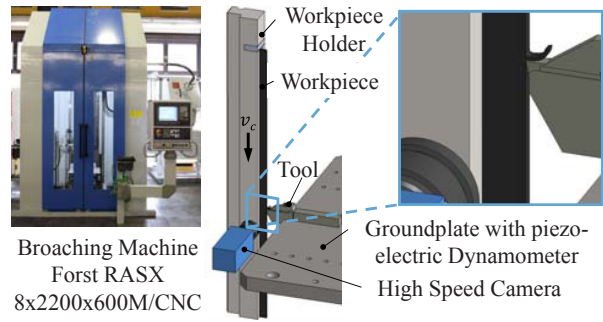 Workpiece
Holder
Workpiece
v_c
Tool
Groundplate with piezo-
electric Dynamometer
High Speed Camera
Broaching Machine
Forst RASX
8x2200x600M/CNC